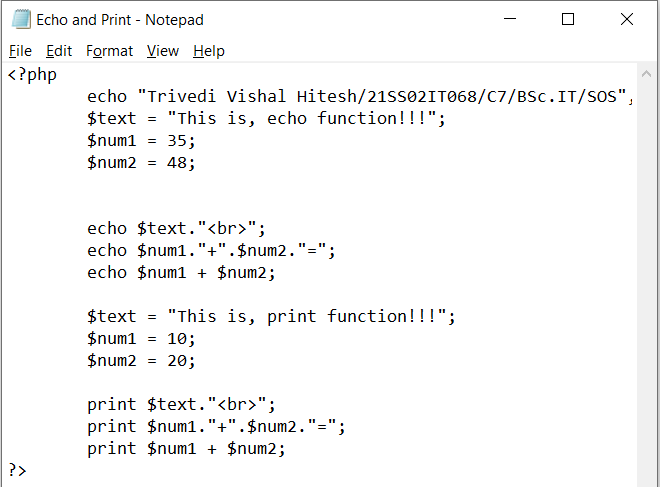 Echo and Print - Notepad
File Edit Format View Help
<?php
        echo "Trivedi Vishal Hitesh/21SS02IT068/C7/BSc.IT/SOS",
        $text = "This is, echo function!!!";
        $num1 = 35;
        $num2 = 48;


        echo $text."<br>";
        echo $num1."+".$num2."=";
        echo $num1 + $num2;

        $text = "This is, print function!!!";
        $num1 = 10;
        $num2 = 20;

        print $text."<br>";
        print $num1."+".$num2."=";
        print $num1 + $num2;
?>